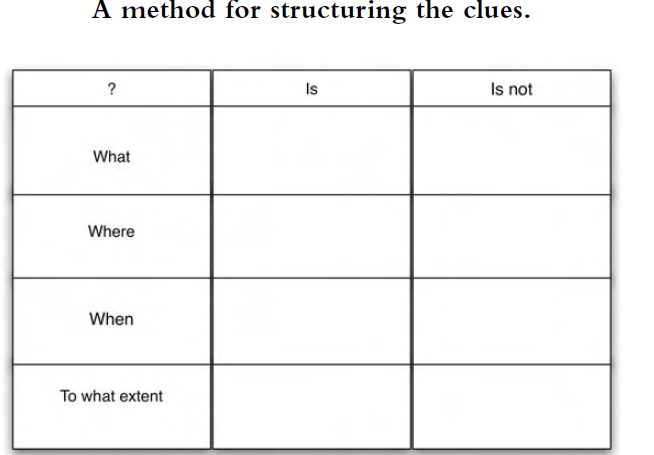 A method for structuring the clues.
? Is Is not
What
Where
When
To what extent